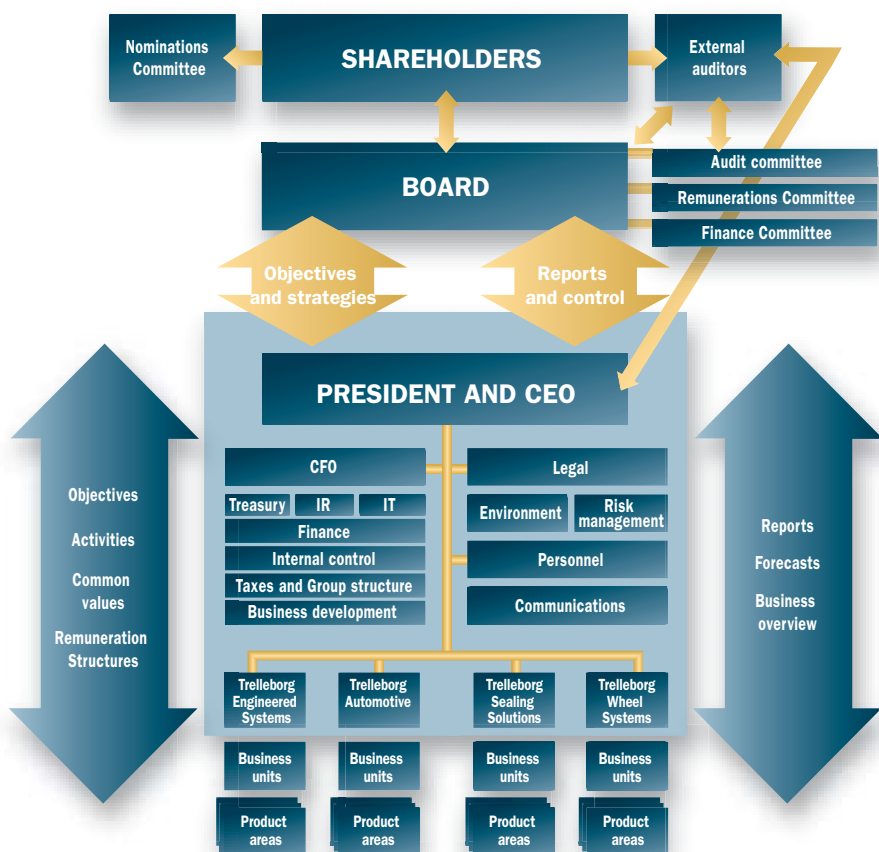 Nominations
Committee
SHAREHOLDERS
External
auditors
BOARD
Audit committee
Remunerations Committee
Finance Committee
Objectives
and strategies
Reports
and control
PRESIDENT AND CEO
CFO
Legal
Treasury
IR
IT
Environment
Risk
management
Finance
Internal control
Personnel
Taxes and Group structure
Business development
Communications
Objectives
Activities
Common
values
Remuneration
Structures
Reports
Forecasts
Business
overview
Trelleborg
Engineered
Systems
Trelleborg
Automotive
Trelleborg
Sealing
Solutions
Trelleborg
Wheel
Systems
Business
units
Business
units
Business
units
Business
units
Product
areas
Product
areas
Product
areas
Product
areas